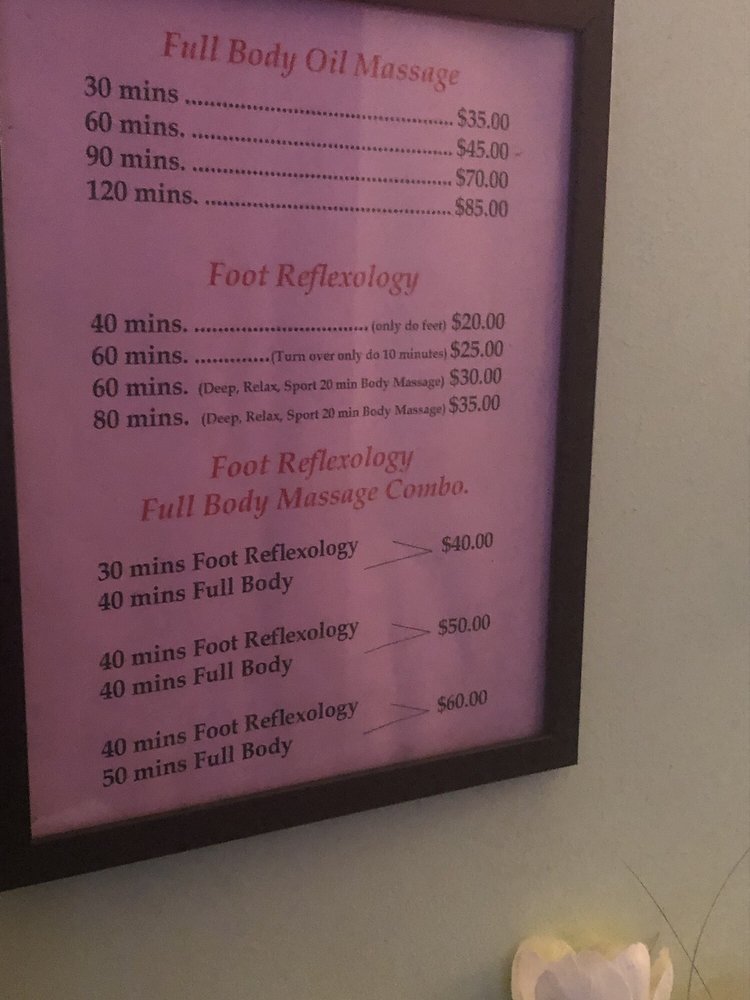 Full Body Oil Massage
30 mins ........................................ $35.00
60 mins. ....................................... $45.00
90 mins. ....................................... $70.00
120 mins. ..................................... $85.00
Foot Reflexology
40 mins. .............................. (only do feet) $20.00
60 mins. .............(Turn over only do 10 minutes) $25.00
60 mins. (Deep, Relax, Sport 20 min Body Massage) $30.00
80 mins. (Deep, Relax, Sport 20 min Body Massage) $35.00
Foot Reflexology
Full Body Massage Combo.
30 mins Foot Reflexology
40 mins Full Body
$40.00
40 mins Foot Reflexology
40 mins Full Body
$50.00
40 mins Foot Reflexology
50 mins Full Body
$60.00